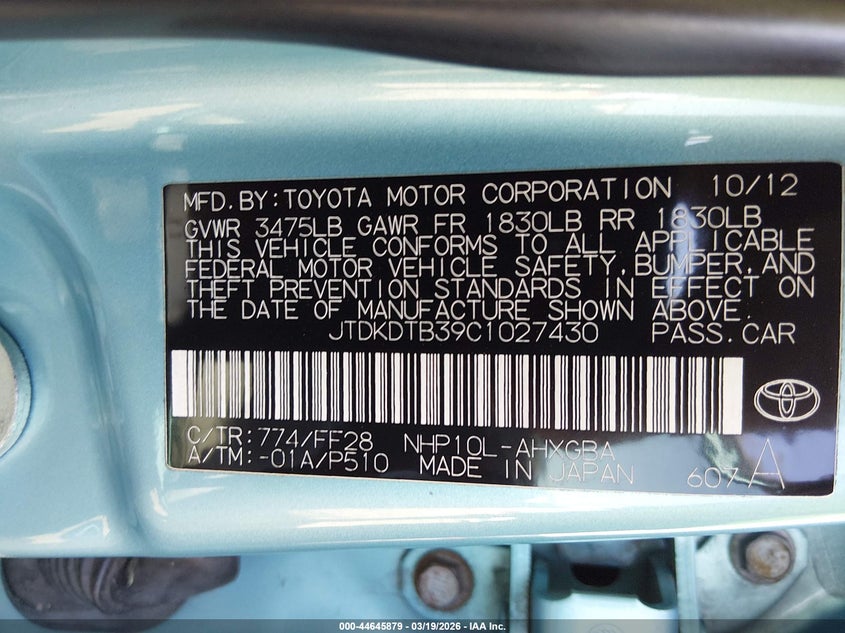 MFD.BY:TOYOTA MOTOR CORPORATION 10/12
GVWR 3475LB GAWR FR 1830LB RR 1830LB
THIS VEHICLE CONFORMS TO ALL APPLICABLE
FEDERAL MOTOR VEHICLE SAFETY,BUMPER,AND
THEFT PREVENTION STANDARDS IN EFFECT ON
THE DATE OF MANUFACTURE SHOWN ABOVE.
JTDKDTB39C1027430 PASS.CAR
C/TR:774/FF28 NHP10L-AHXGBA
A/TM:-01A/P510 MADE IN JAPAN 607 A
000-44645879 - 03/19/2026 - IAA Inc.